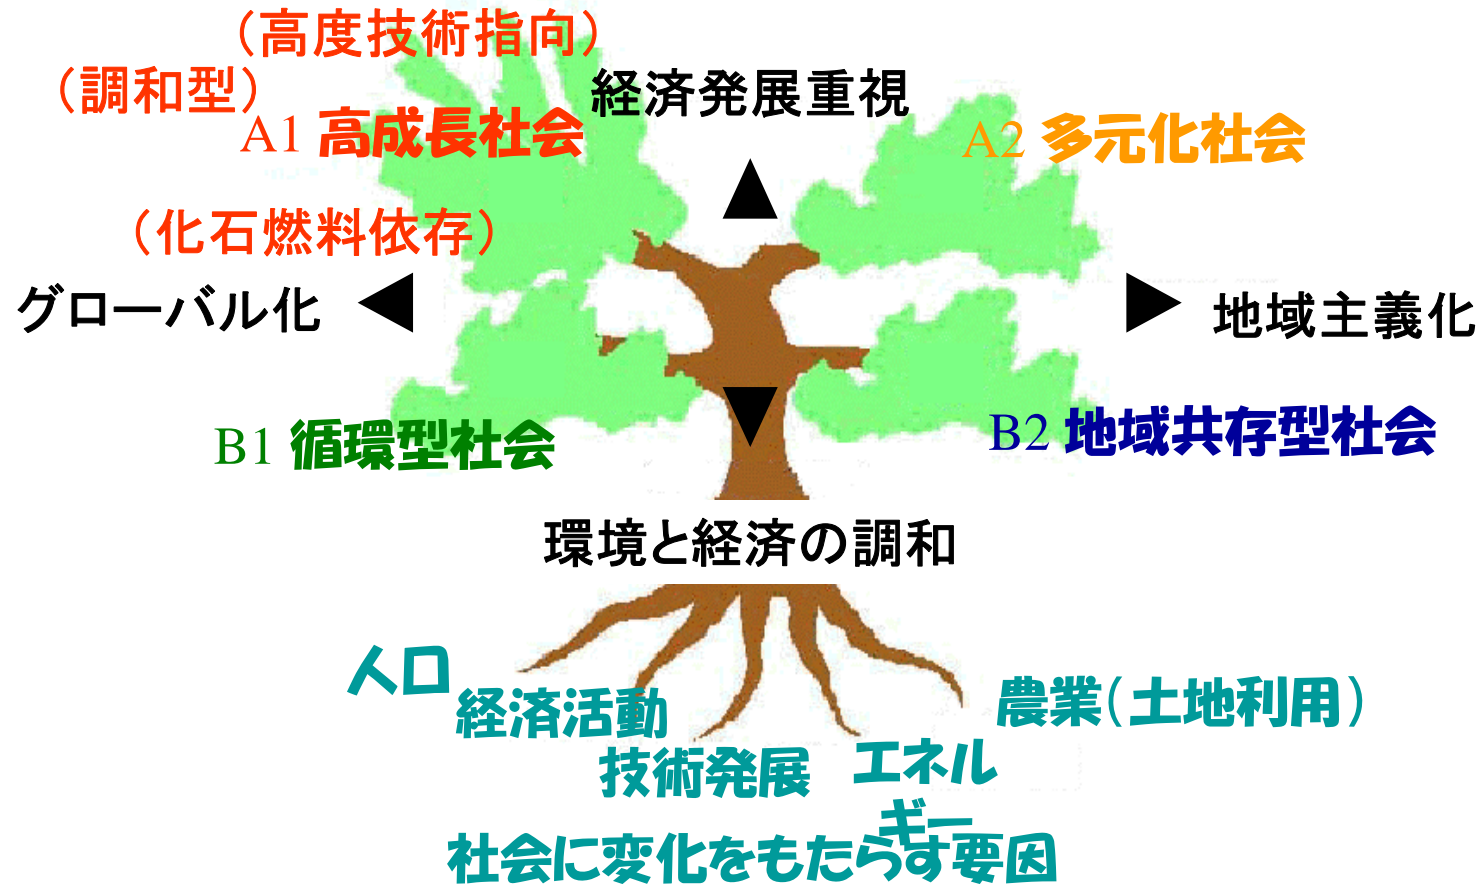 （高度技術指向）
（調和型）
経済発展重視
A1 高成長社会
A2 多元化社会
（化石燃料依存）
グローバル化
地域主義化
B1 循環型社会
B2 地域共存型社会
環境と経済の調和
人口
経済活動
農業（土地利用）
技術発展
エネル
ギー
社会に変化をもたらす要因